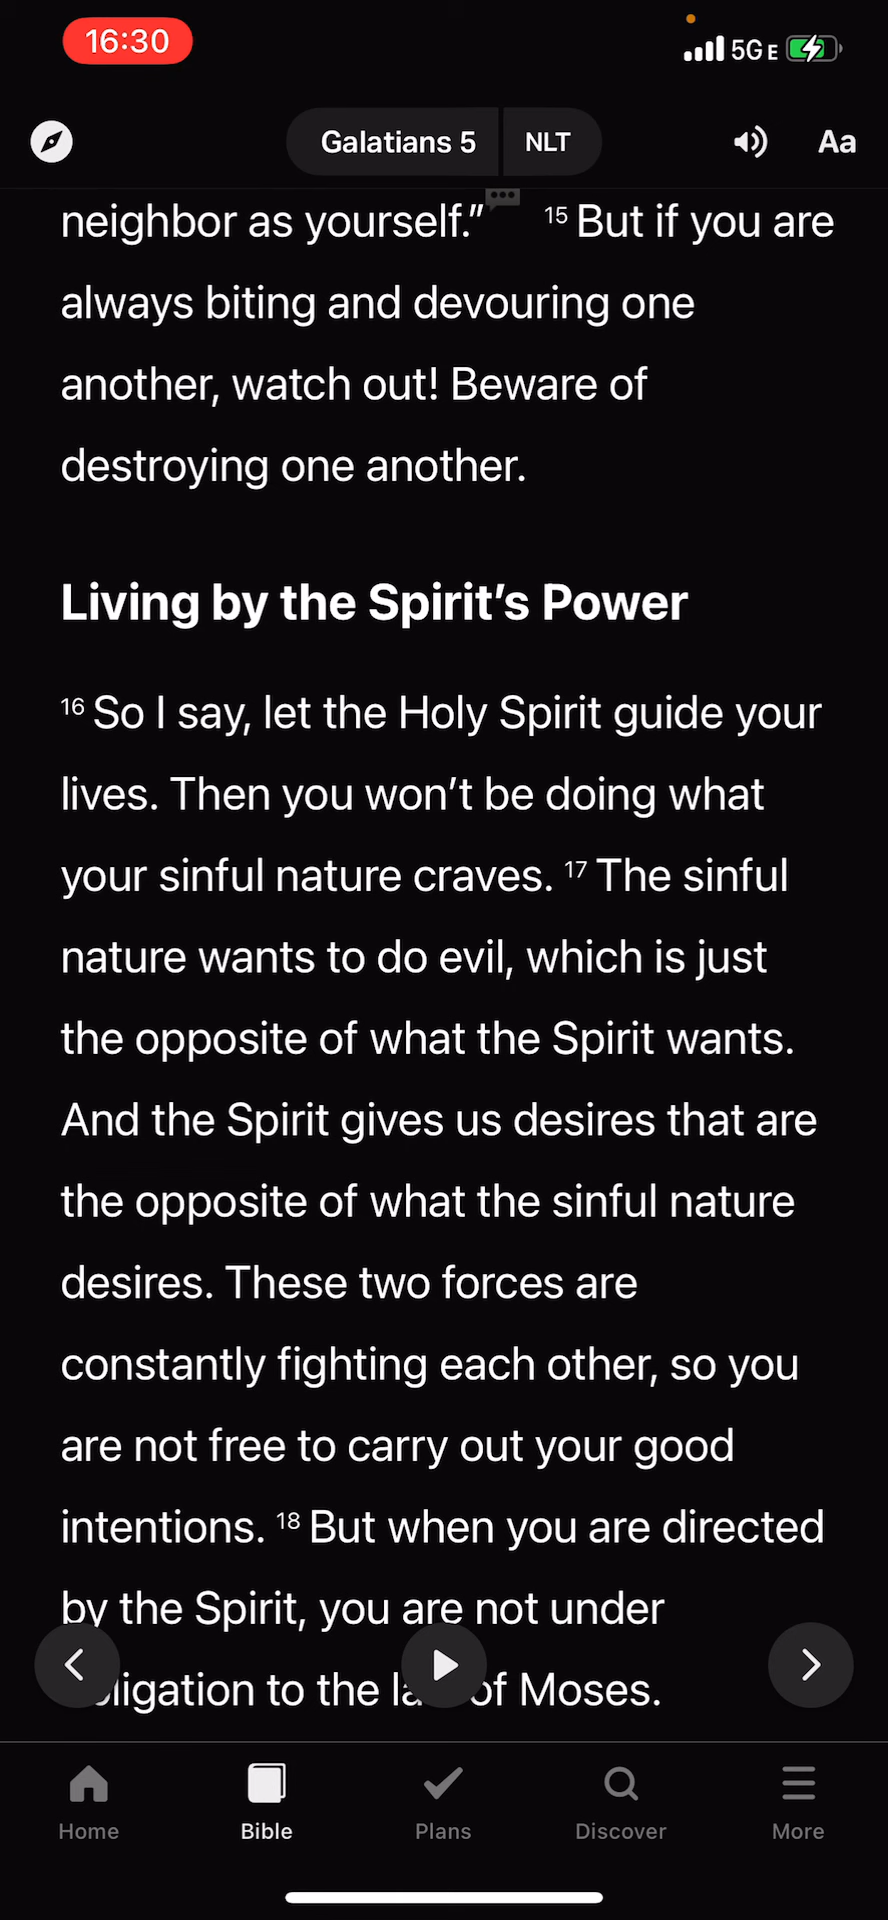 16:30
5G E
Galatians 5
NLT
Aa
neighbor as yourself.” 15 But if you are
always biting and devouring one
another, watch out! Beware of
destroying one another.
Living by the Spirit’s Power
16 So I say, let the Holy Spirit guide your
lives. Then you won’t be doing what
your sinful nature craves. 17 The sinful
nature wants to do evil, which is just
the opposite of what the Spirit wants.
And the Spirit gives us desires that are
the opposite of what the sinful nature
desires. These two forces are
constantly fighting each other, so you
are not free to carry out your good
intentions. 18 But when you are directed
by the Spirit, you are not under
to the of Moses.
Home
Bible
Plans
Discover
More